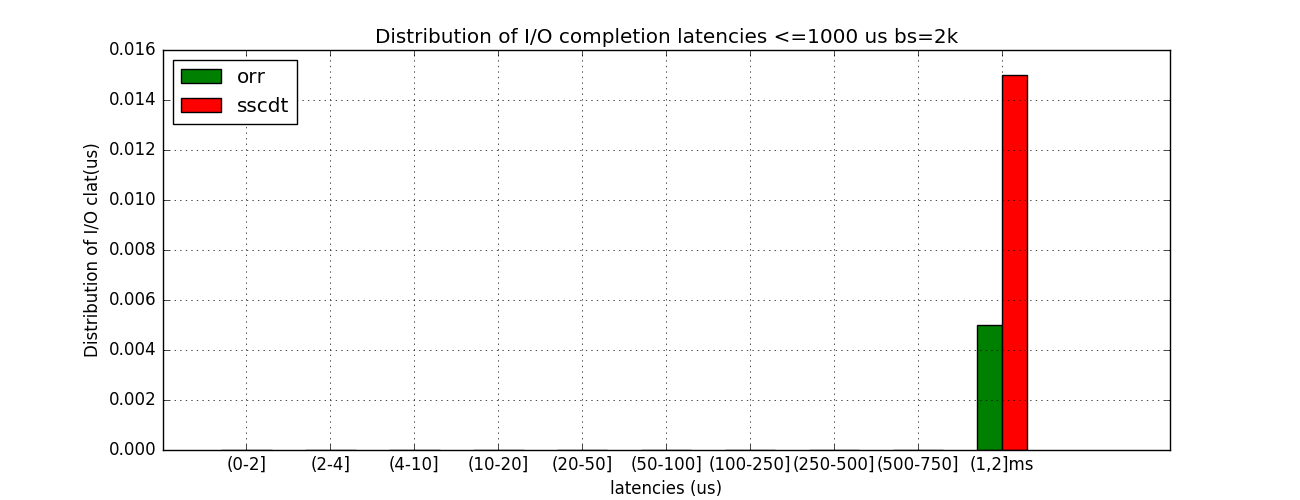 Distribution of I/O completion latencies <=1000 us bs=2k
0.016
0.014
0.012
0.010
0.008
0.006
0.004
0.002
0.000
Distribution of I/O clat(us)
orr
sscdt
(0-2] (2-4] (4-10] (10-20] (20-50] (50-100] (100-250] (250-500] (500-750] (1,2]ms
latencies (us)